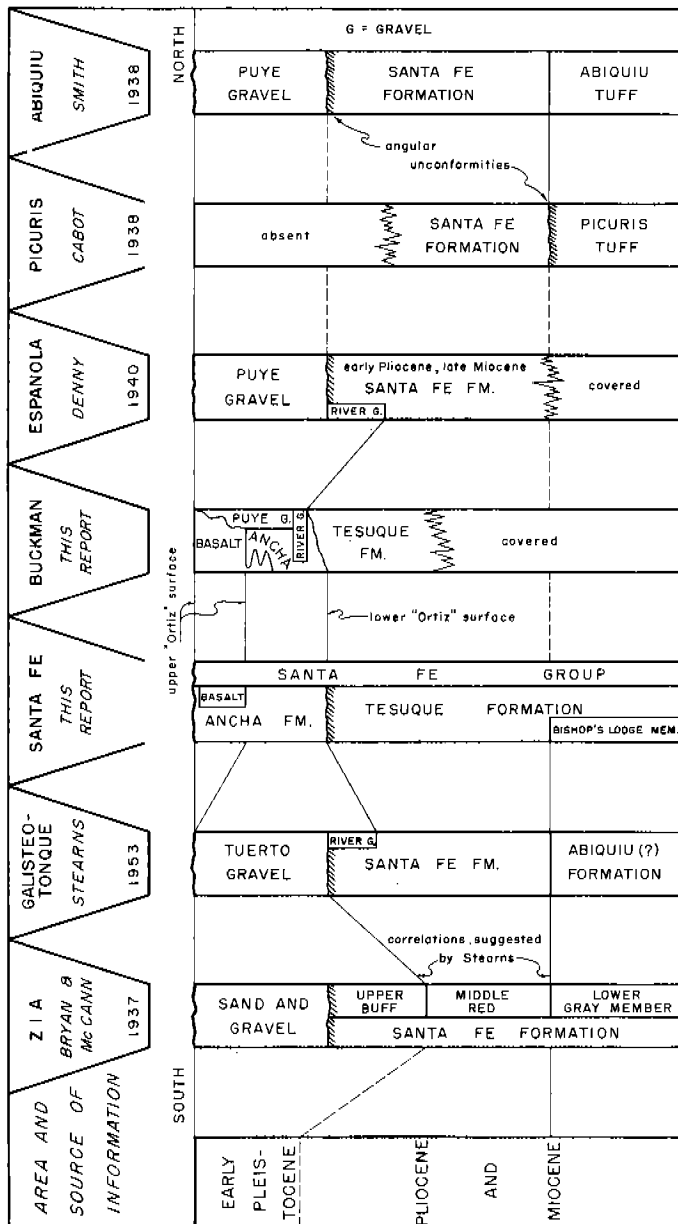 G = GRAVEL
NORTH
ABIQUIU
SMITH
1938
PUYE
GRAVEL
SANTA FE
FORMATION
ABIQUIU
TUFF
angular
unconformities
PICURIS
CABOT
1938
absent
SANTA FE
FORMATION
PICURIS
TUFF
ESPANOLA
DENNY
1940
PUYE
GRAVEL
early Pliocene, late Miocene
SANTA FE FM.
RIVER G.
covered
BUCKMAN
THIS
REPORT
PUYE G.
BASALT
ANCHA
RIVER G.
TESUQUE
FM.
covered
upper "Ortiz" surface
lower "Ortiz" surface
SANTA FE
THIS
REPORT
SANTA FE GROUP
BASALT
ANCHA FM.
TESUQUE FORMATION
BISHOP'S LODGE MEM.
GALISTEO-
TONQUE
STEARNS
1953
TUERTO
GRAVEL
RIVER G.
SANTA FE FM.
ABIQUIU (?)
FORMATION
correlations, suggested
by Stearns
ZIA
BRYAN &
McCANN
1937
SAND AND
GRAVEL
UPPER
BUFF
MIDDLE
RED
LOWER
GRAY MEMBER
SANTA FE FORMATION
SOUTH
AREA AND
SOURCE OF
INFORMATION
EARLY
PLEIS-
TOCENE
PLIOCENE
AND
MIOCENE